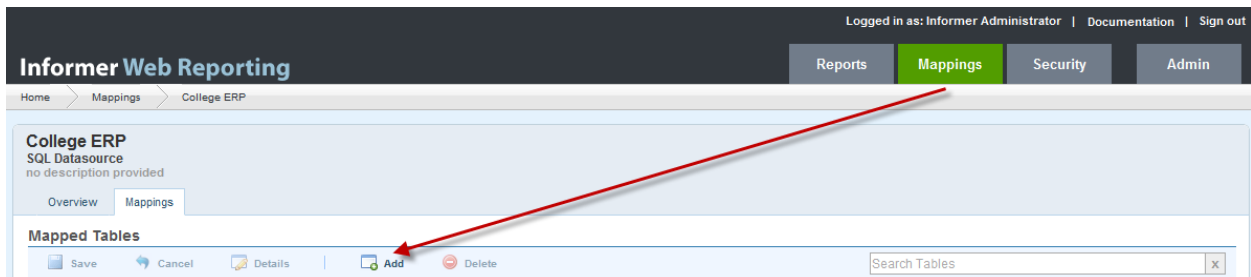 Logged in as: Informer Administrator | Documentation | Sign out
Informer Web Reporting
Reports Mappings Security Admin
Home Mappings College ERP
College ERP
SQL Datasource
no description provided
Overview Mappings
Mapped Tables
Save Cancel Details | Add Delete Search Tables x